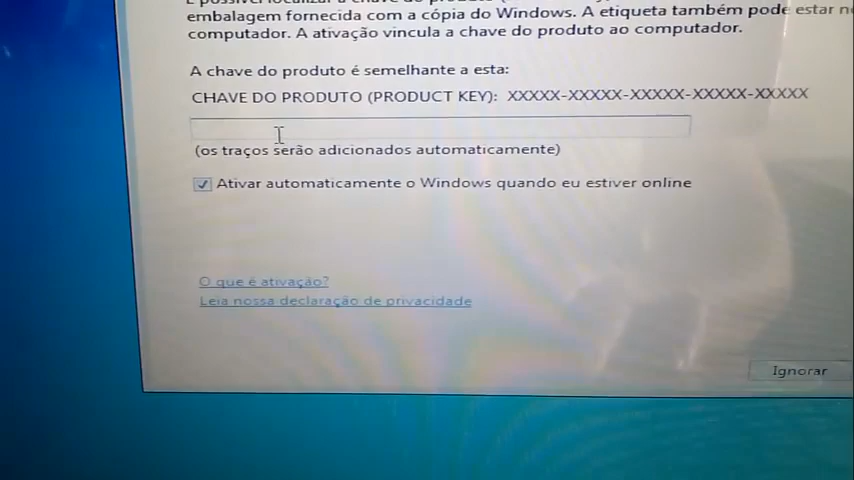 embalagem fornecida com a cópia do Windows. A etiqueta também pode estar n
computador. A ativação vincula a chave do produto ao computador.
A chave do produto é semelhante a esta:
CHAVE DO PRODUTO (PRODUCT KEY): XXXXX-XXXXX-XXXXX-XXXXX-XXXXX
(os traços serão adicionados automaticamente)
Ativar automaticamente o Windows quando eu estiver online
O que é ativação?
Leia nossa declaração de privacidade
Ignorar